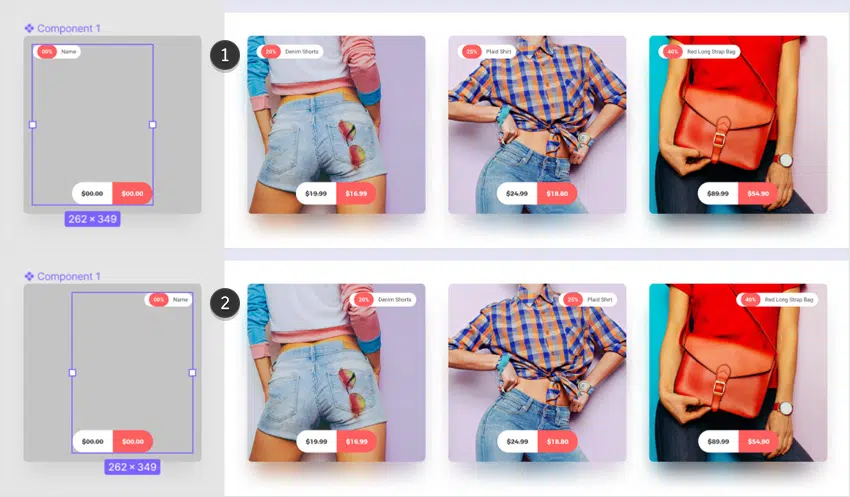 Component 1
00% Name
$00.00 $00.00
262 × 349
1
20% Denim Shorts
$19.99 $16.99
25% Plaid Shirt
$24.99 $18.80
40% Red Long Strap Bag
$89.99 $54.90
Component 1
00% Name
$00.00 $00.00
262 × 349
2
20% Denim Shorts
$19.99 $16.99
25% Plaid Shirt
$24.99 $18.80
40% Red Long Strap Bag
$89.99 $54.90